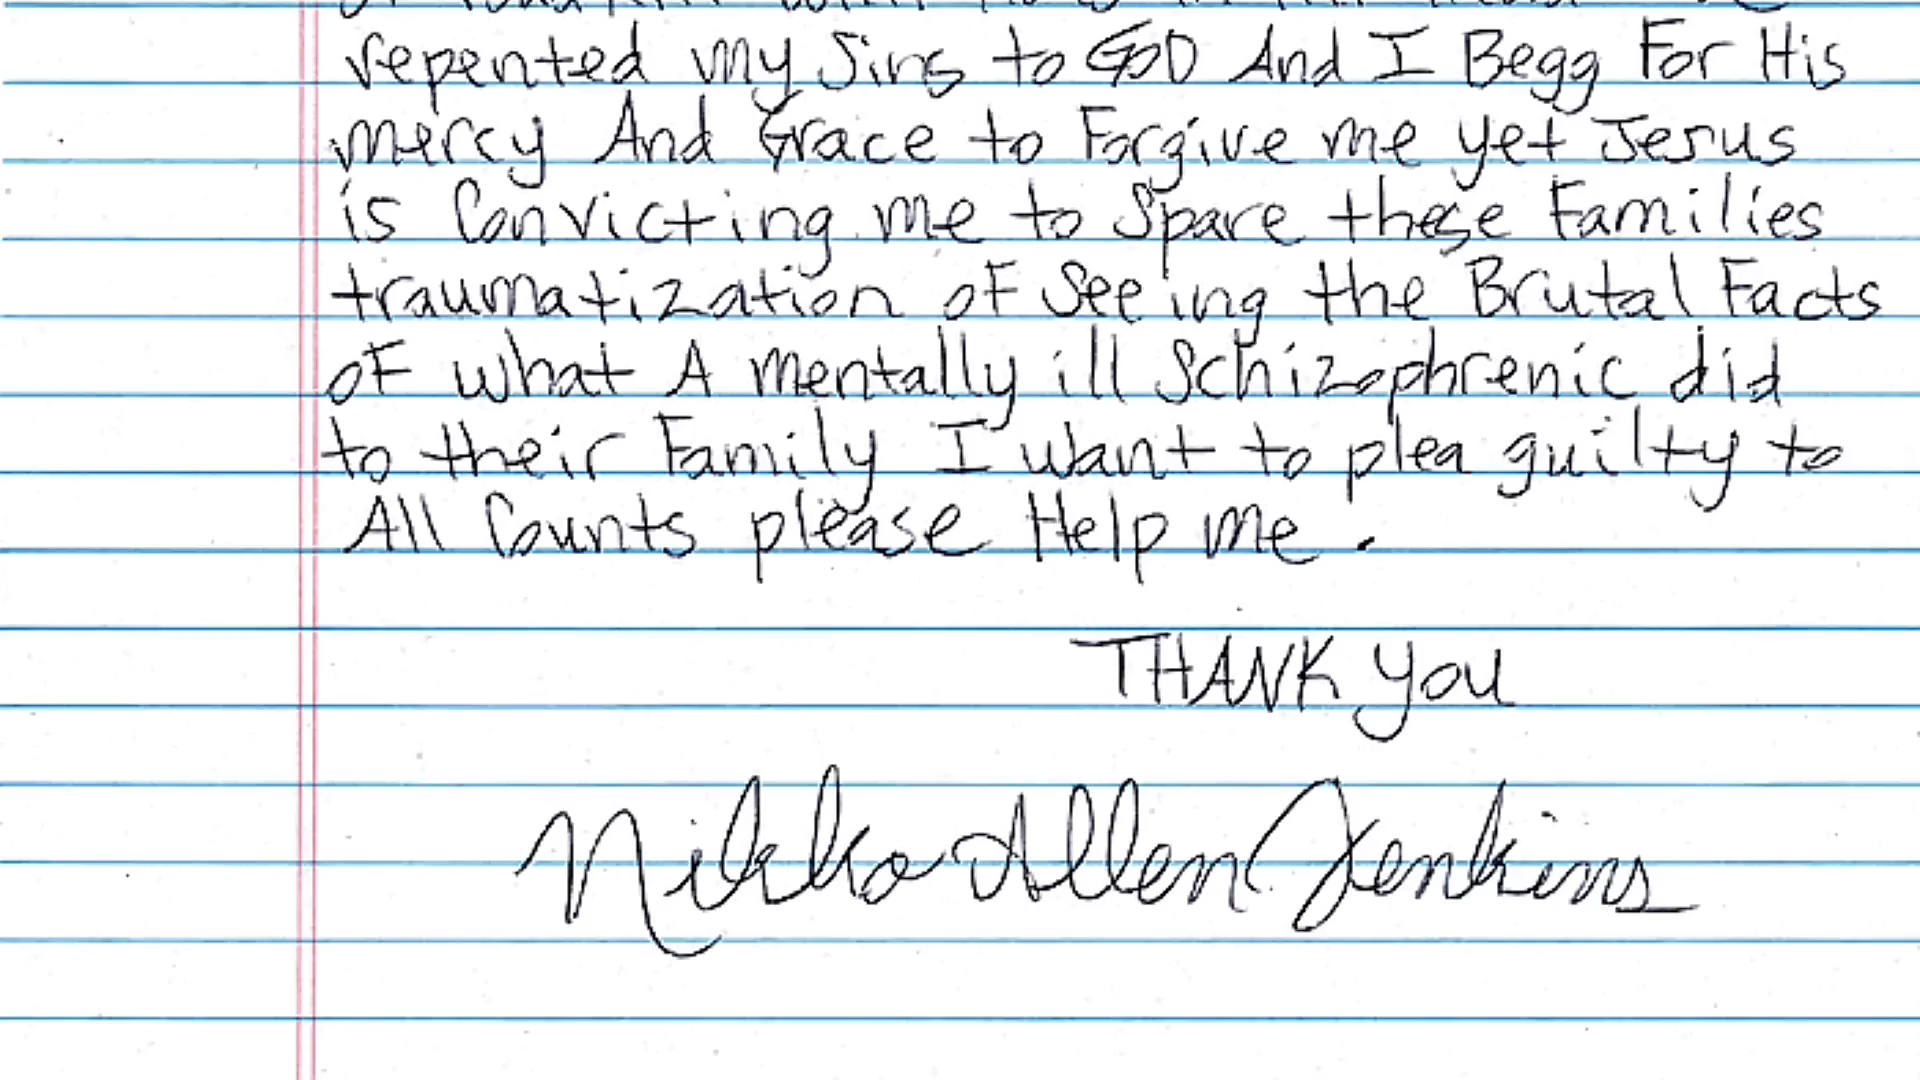 repented my Sins to GOD And I Begg For His
mercy And Grace to Forgive me yet Jesus
is Convicting me to Spare these Families
traumatization of Seeing the Brutal Facts
of what A mentally ill Schizophrenic did
to their Family I want to plea guilty to
All Counts please Help me.
THANK you
Nikko Allen Jenkins